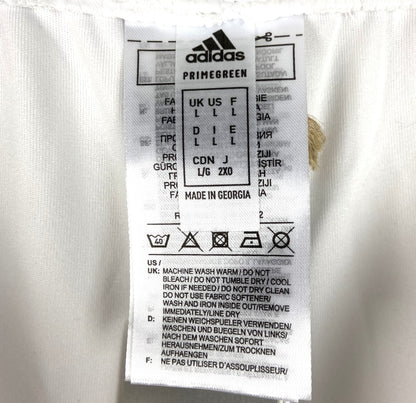 adidas
PRIMEGREEN
UK US F
L L L
D I E
L L L
CDN J
L/G 2XO
MADE IN GEORGIA
40
US /
UK: MACHINE WASH WARM / DO NOT
BLEACH / DO NOT TUMBLE DRY / COOL
IRON IF NEEDED / DO NOT DRY CLEAN
DO NOT USE FABRIC SOFTENER/
WASH AND IRON INSIDE OUT/REMOVE
IMMEDIATELY/LINE DRY
D: KEINEN WEICHSPUELER VERWENDEN/
WASCHEN UND BUEGELN VON LINKS/
NACH DEM WASCHEN SOFORT
HERAUSNEHMEN/ZUM TROCKNEN
AUFHAENGEN
F: NE PAS UTILISER D'ASSOUPLISSEUR/